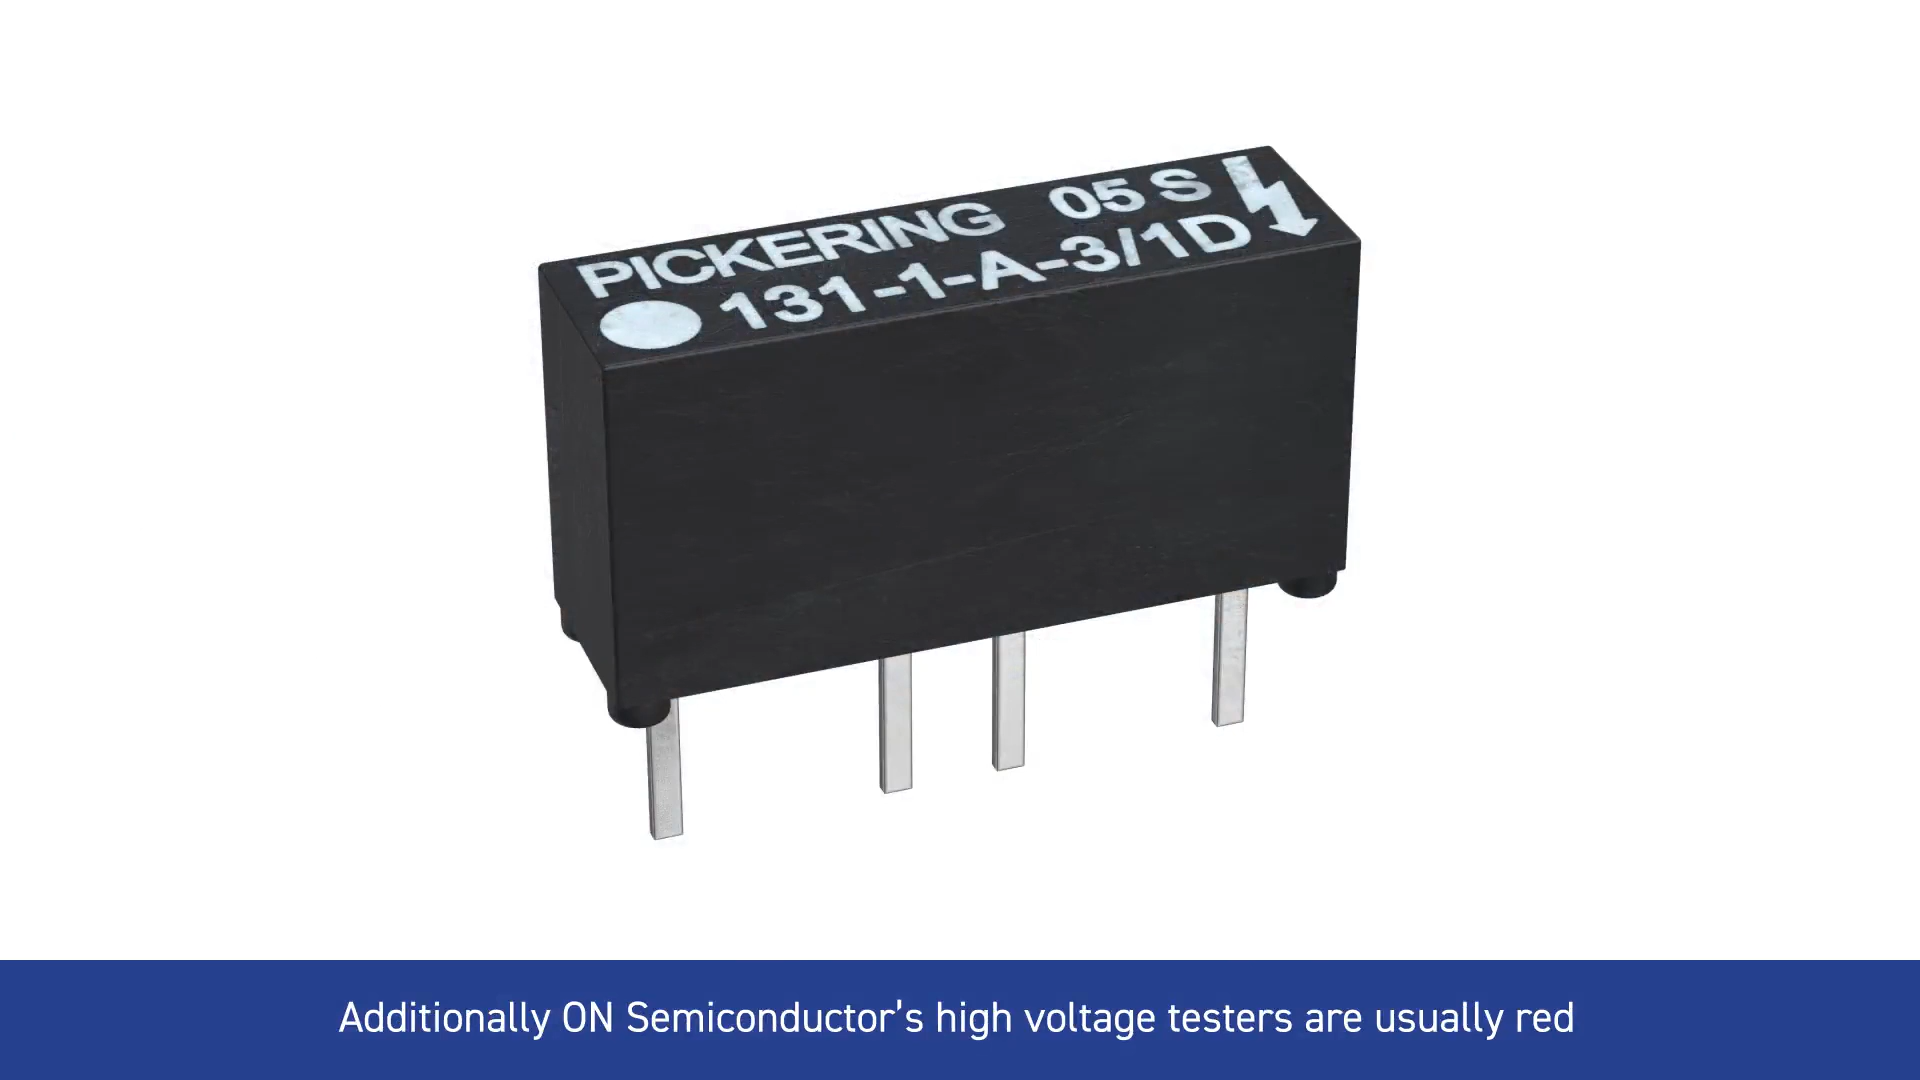 PICKERING 05 S
131-1-A-3/1D
Additionally ON Semiconductor's high voltage testers are usually red